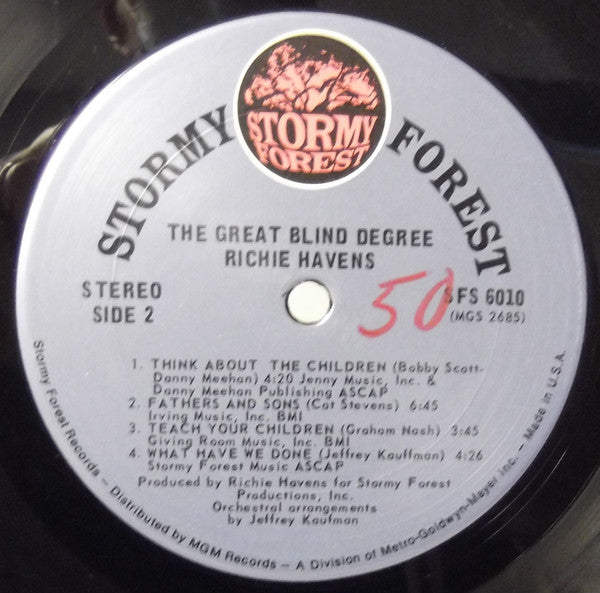 STORMY
FOREST
STORMY FOREST
THE GREAT BLIND DEGREE
RICHIE HAVENS
STEREO
SIDE 2
50
SFS 6010
(MGS 2685)
1. THINK ABOUT THE CHILDREN (Bobby Scott-
Danny Meehan) 4:20 Jenny Music, Inc. &
Danny Meehan Publishing ASCAP
2. FATHERS AND SONS (Cat Stevens) 6:45
Irving Music, Inc. BMI
3. TEACH YOUR CHILDREN (Graham Nash) 3:45
Giving Room Music, Inc. BMI
4. WHAT HAVE WE DONE (Jeffrey Kauffman) 4:26
Stormy Forest Music ASCAP
Produced by Richie Havens for Stormy Forest
Productions, Inc.
Orchestral arrangements
by Jeffrey Kaufman
Stormy Forest Records - Distributed by MGM Records - A Division of Metro-Goldwyn-Mayer inc. - Made in U.S.A.